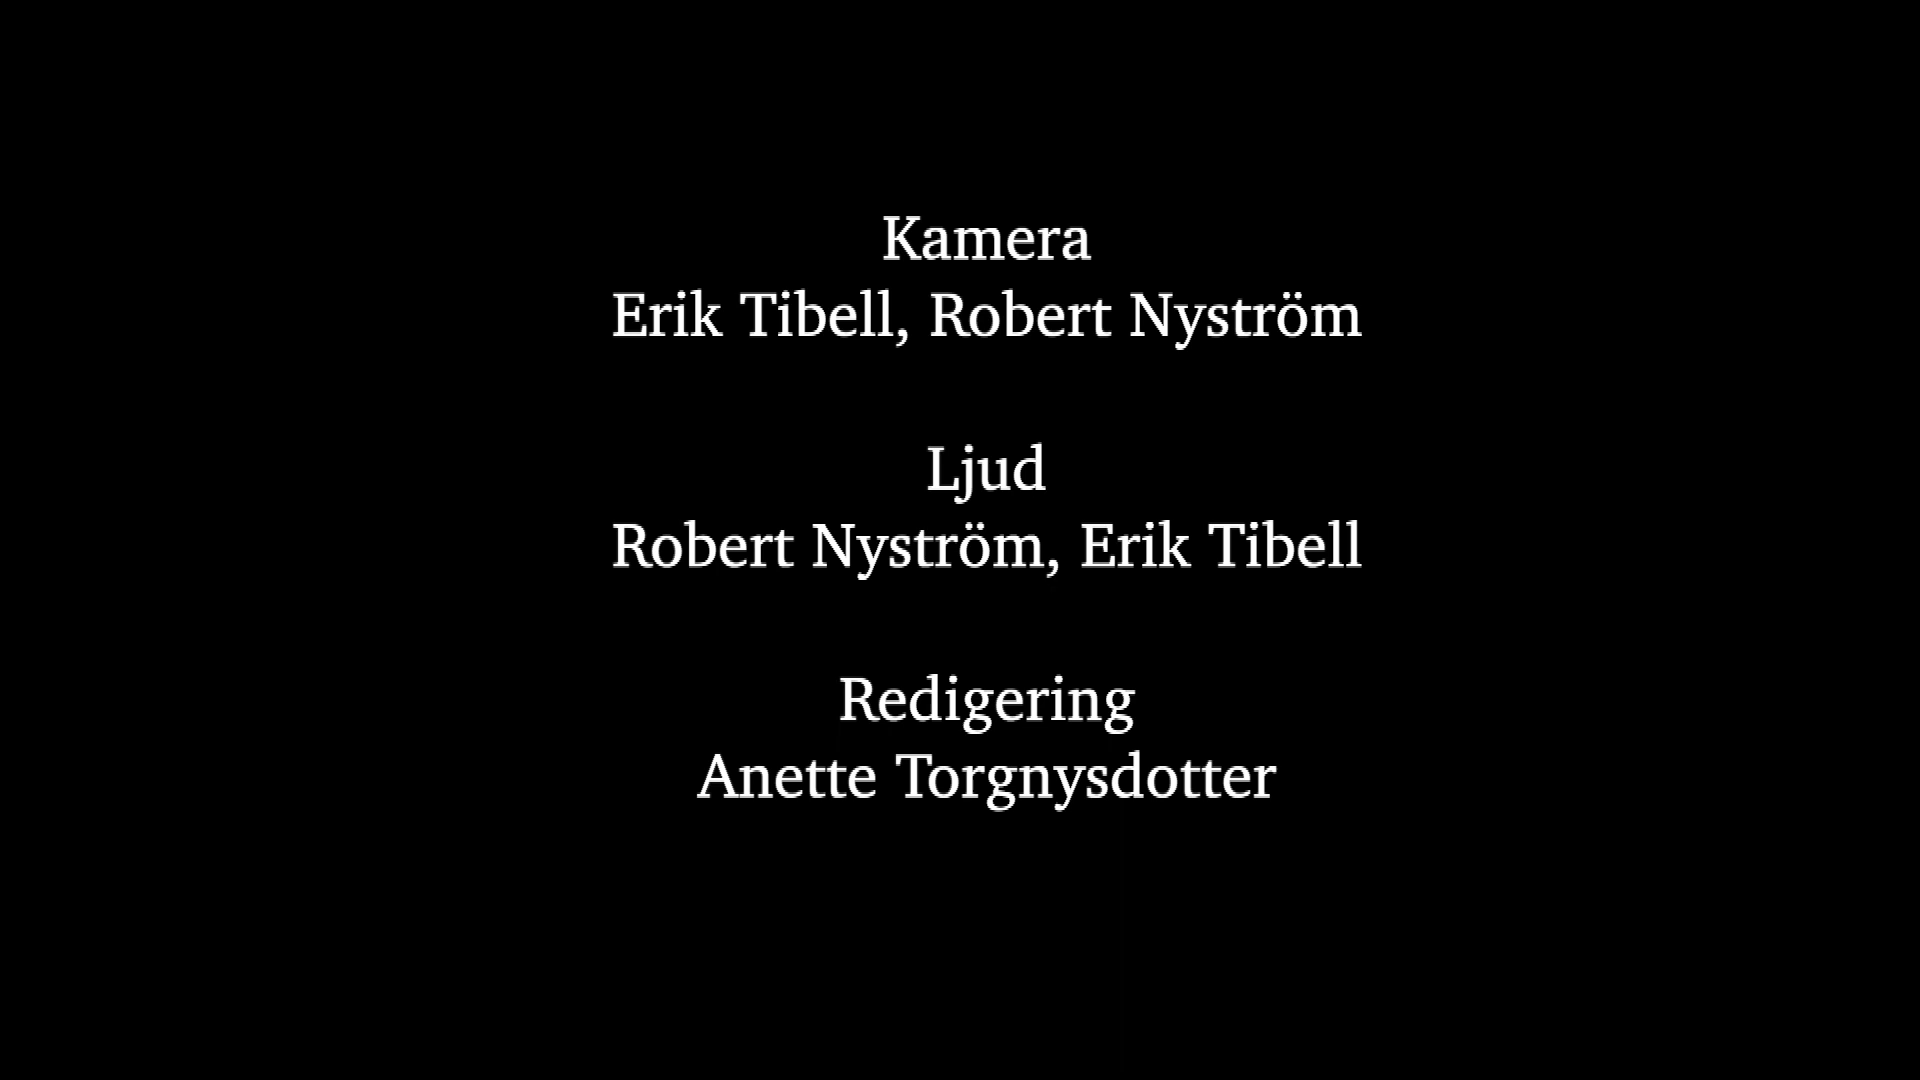 Kamera
Erik Tibell, Robert Nyström
Ljud
Robert Nyström, Erik Tibell
Redigering
Anette Torgnysdotter